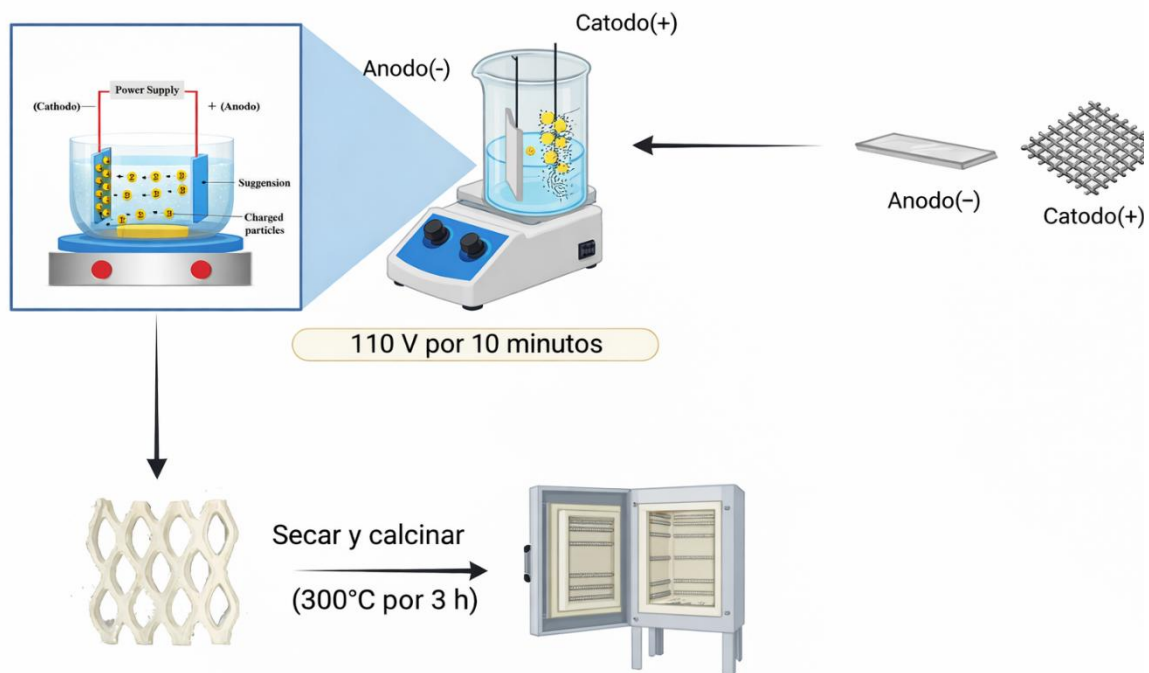 Catodo(+)
Anodo(-)
Power Supply
(Cathodo)
+ (Anodo)
Suggension
Charged
particles
Anodo(-)
Catodo(+)
110 V por 10 minutos
Secar y calcinar
(300°C por 3 h)